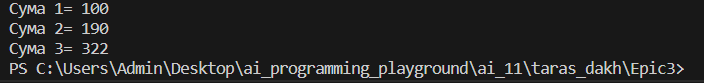 Сума 1= 100
Сума 2= 190
Сума 3= 322
PS C:\Users\Admin\Desktop\ai_programming_playground\ai_11\taras_dakh\Epic3>